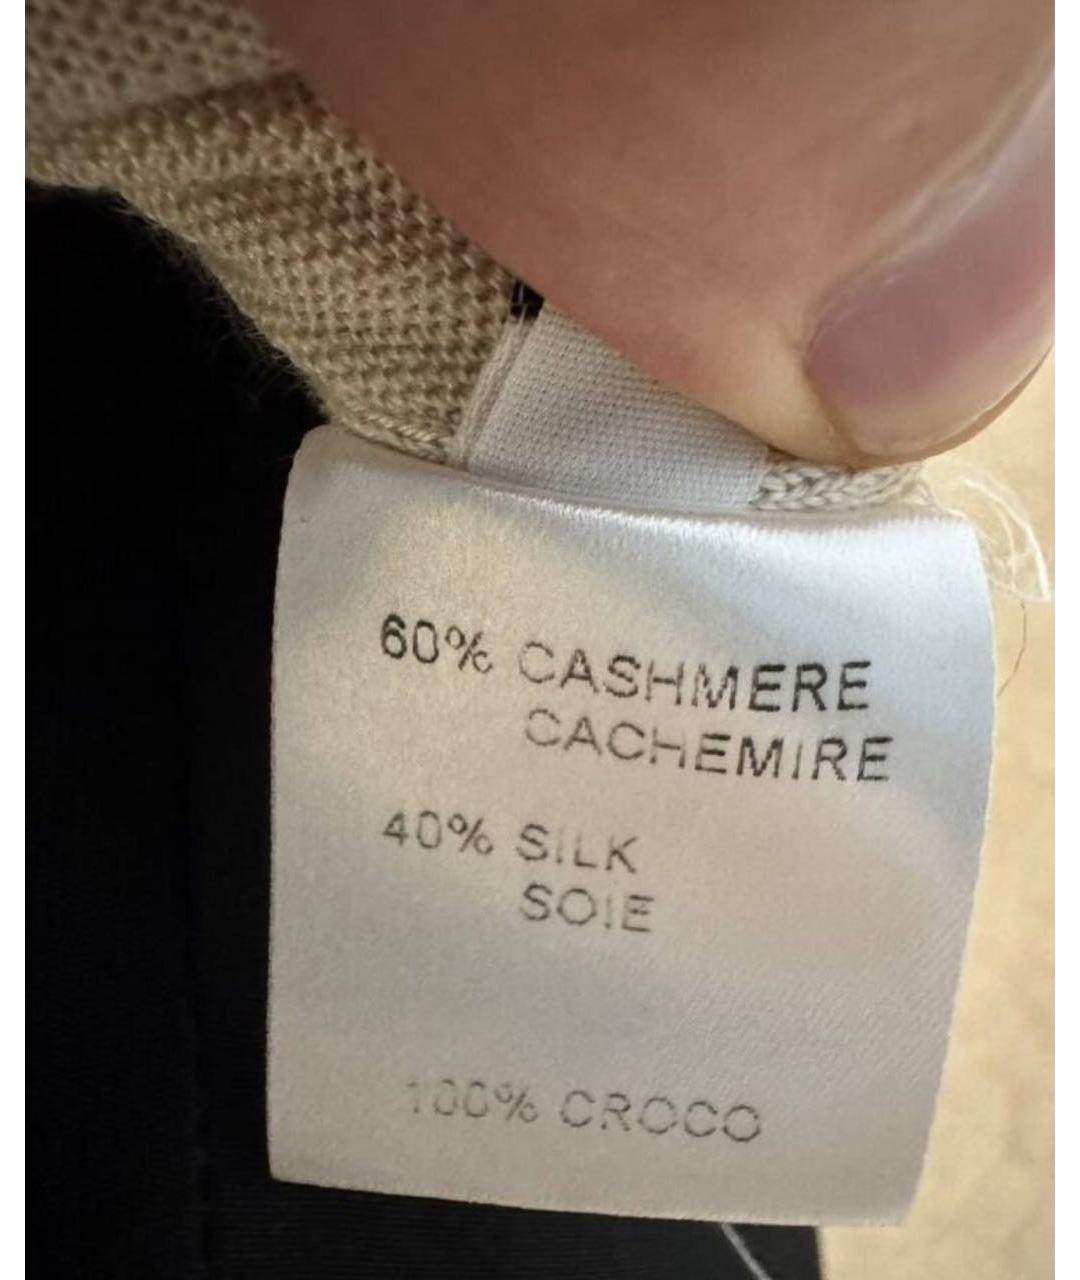 60% CASHMERE
CACHEMIRE
40% SILK
SOIE
100% CROCO